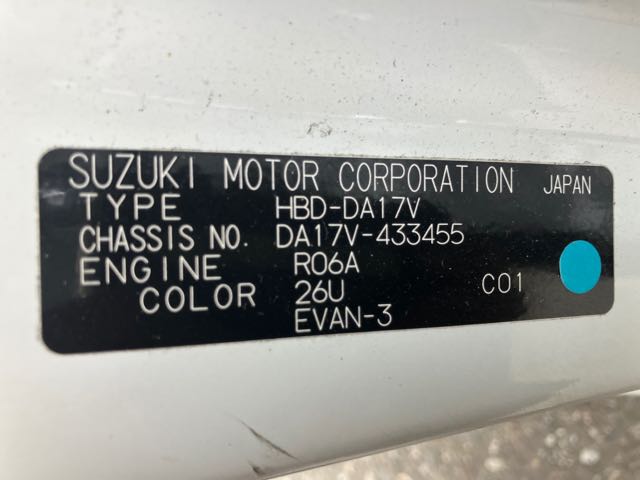 SUZUKI MOTOR CORPORATION JAPAN
TYPE HBD-DA17V
CHASSIS NO. DA17V-433455
ENGINE R06A
COLOR 26U C01
EVAN-3